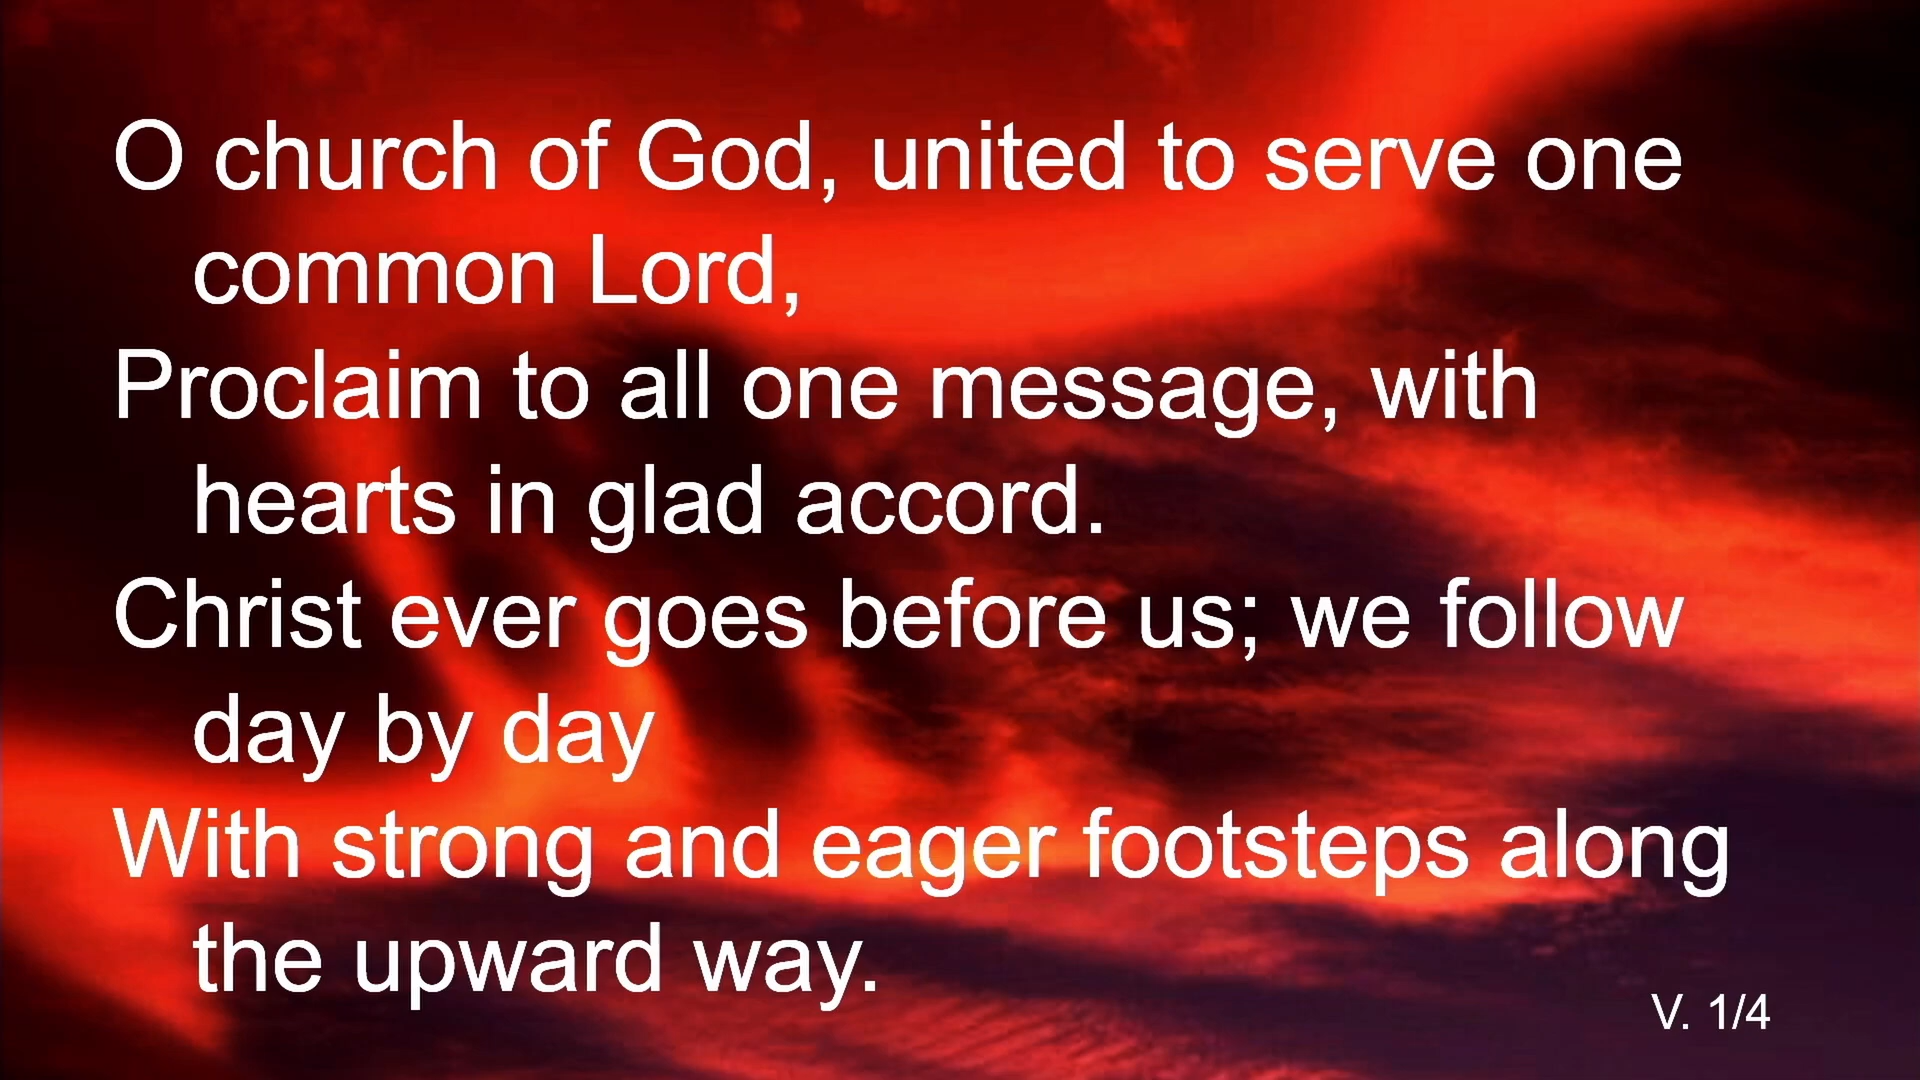 O church of God, united to serve one
common Lord,
Proclaim to all one message, with
hearts in glad accord.
Christ ever goes before us; we follow
day by day
With strong and eager footsteps along
the upward way.
V. 1/4